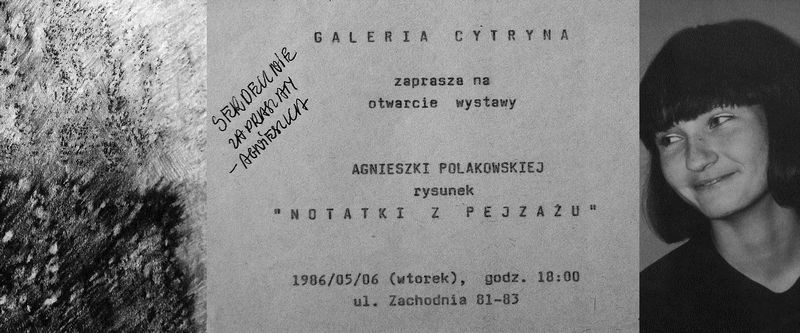 GALERIA CYTRYNA
zaprasza na
otwarcie wystawy
SERDECZNIE
ZAPRASZAM
- AGNIESZKA
AGNIESZKI POLAKOWSKIEJ
rysunek
"NOTATKI Z PEJZAŻU"
1986/05/06 (wtorek), godz. 18:00
ul. Zachodnia 81-83